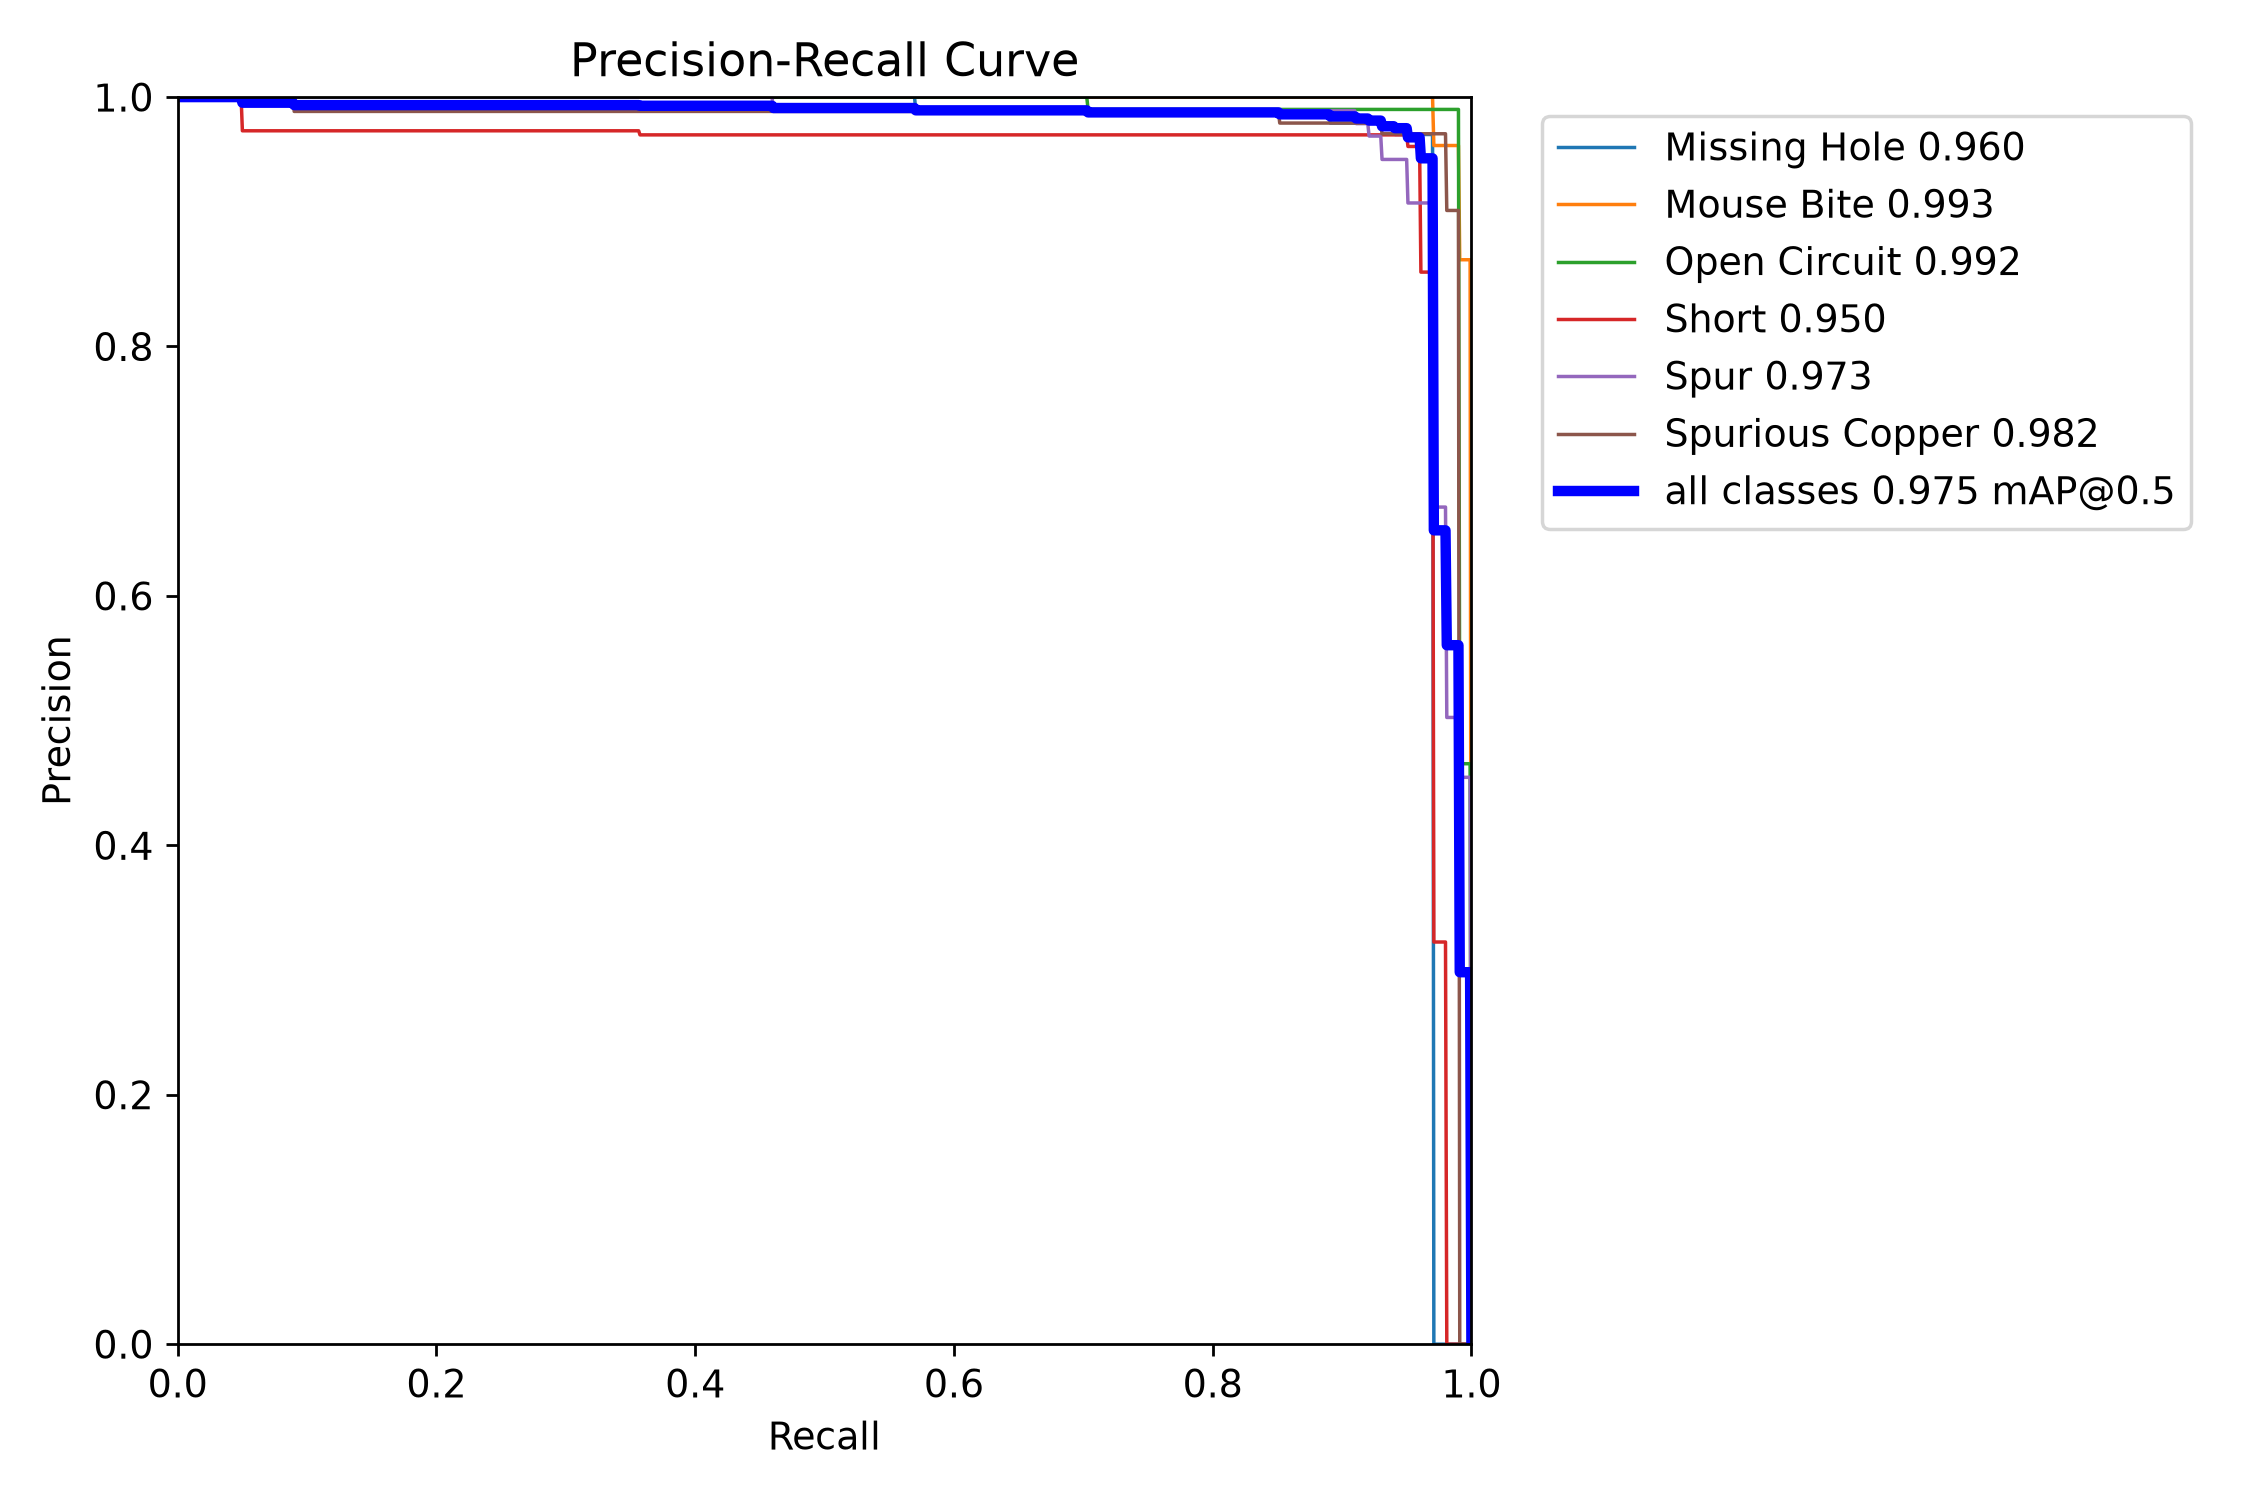 Precision-Recall Curve
1.0
0.8
0.6
0.4
0.2
0.0
Precision
0.0 0.2 0.4 0.6 0.8 1.0
Recall
Missing Hole 0.960
Mouse Bite 0.993
Open Circuit 0.992
Short 0.950
Spur 0.973
Spurious Copper 0.982
all classes 0.975 mAP@0.5